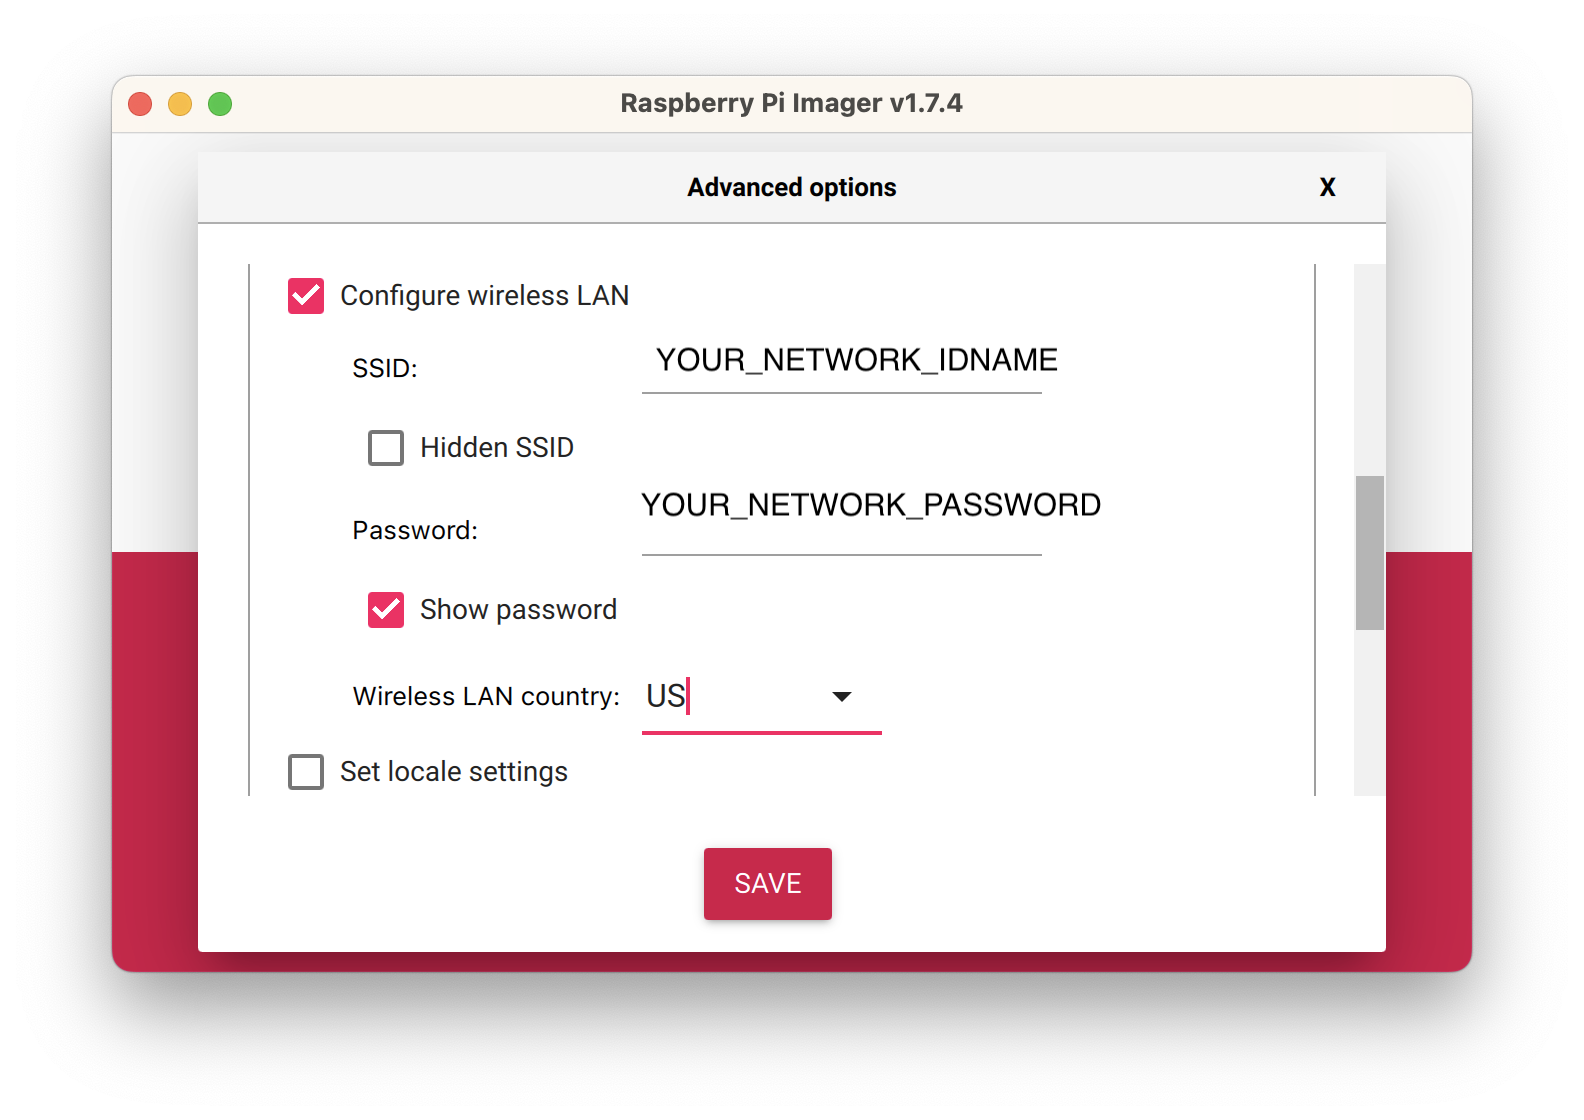 Raspberry Pi Imager v1.7.4
Advanced options X
Configure wireless LAN
SSID: YOUR_NETWORK_IDNAME
Hidden SSID
Password: YOUR_NETWORK_PASSWORD
Show password
Wireless LAN country: US
Set locale settings
SAVE